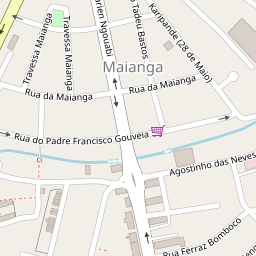 Travessa Maianga
Travessa Maianga
rien Ngouabi
Tadeu Bastos
Karipande (28 de Maio)
Maianga
Rua da Maianga
Rua da Maianga
Rua do Padre Francisco Gouveia
Agostinho das Neves
Rua Ferraz Bomboco